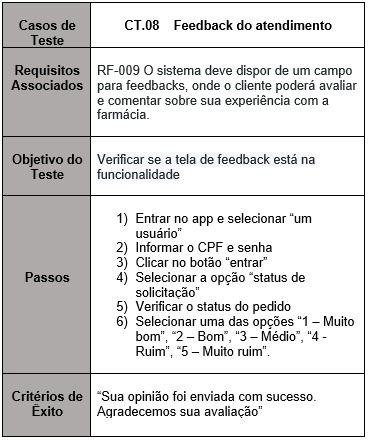 Casos de
Teste
CT.08 Feedback do atendimento
Requisitos
Associados
RF-009 O sistema deve dispor de um campo
para feedbacks, onde o cliente poderá avaliar
e comentar sobre sua experiência com a
farmácia.
Objetivo do
Teste
Verificar se a tela de feedback está na
funcionalidade
Passos
1) Entrar no app e selecionar “um
usuário”
2) Informar o CPF e senha
3) Clicar no botão “entrar”
4) Selecionar a opção “status de
solicitação”
5) Verificar o status do pedido
6) Selecionar uma das opções “1 – Muito
bom”, “2 – Bom”, “3 – Médio”, “4 -
Ruim”, “5 – Muito ruim”.
Critérios de
Êxito
“Sua opinião foi enviada com sucesso.
Agradecemos sua avaliação”